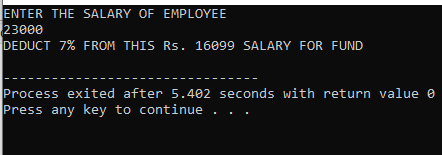 ENTER THE SALARY OF EMPLOYEE
23000
DEDUCT 7% FROM THIS Rs. 16099 SALARY FOR FUND
--------------------------------
Process exited after 5.402 seconds with return value 0
Press any key to continue . . .